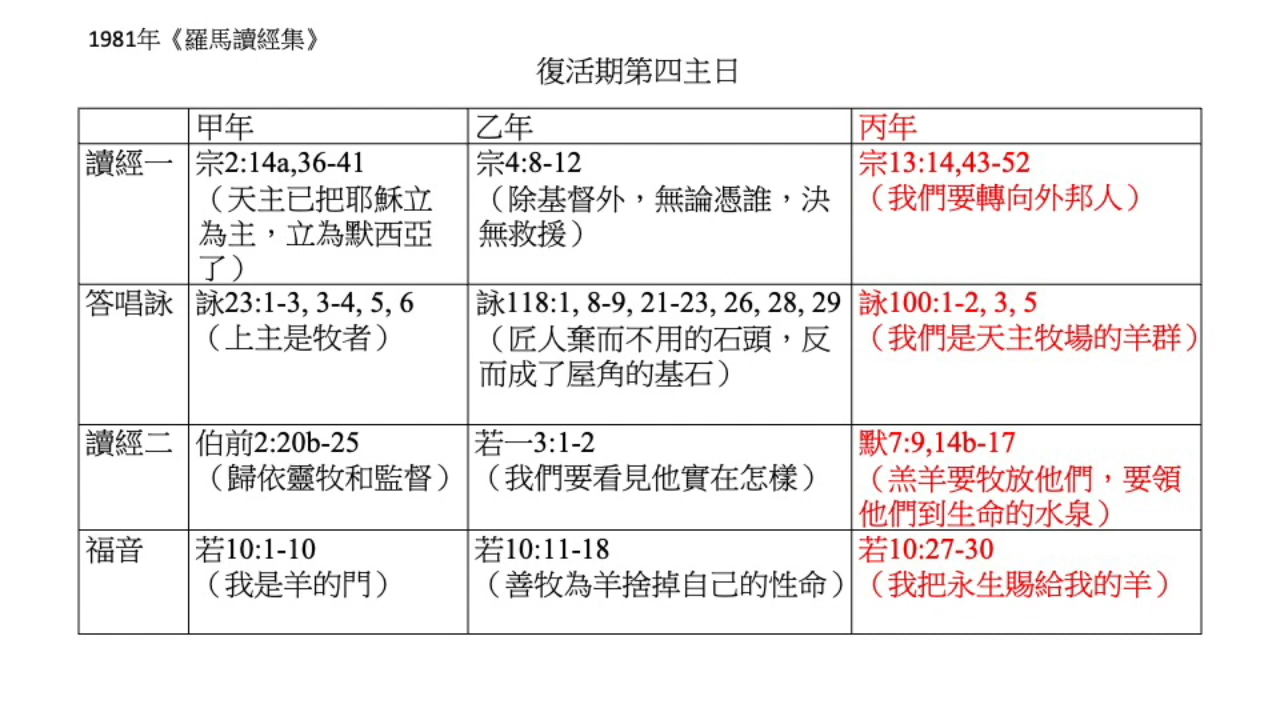 1981年《羅馬讀經集》
復活期第四主日
甲年
乙年
丙年
讀經一
宗2:14a,36-41
（天主已把耶穌立
為主，立為默西亞
了）
宗4:8-12
（除基督外，無論憑誰，決
無救援）
宗13:14,43-52
（我們要轉向外邦人）
答唱詠
詠23:1-3, 3-4, 5, 6
（上主是牧者）
詠118:1, 8-9, 21-23, 26, 28, 29
（匠人棄而不用的石頭，反
而成了屋角的基石）
詠100:1-2, 3, 5
（我們是天主牧場的羊群）
讀經二
伯前2:20b-25
（歸依靈牧和監督）
若一3:1-2
（我們要看見他實在怎樣）
默7:9,14b-17
（羔羊要牧放他們，要領
他們到生命的水泉）
福音
若10:1-10
（我是羊的門）
若10:11-18
（善牧為羊捨掉自己的性命）
若10:27-30
（我把永生賜給我的羊）